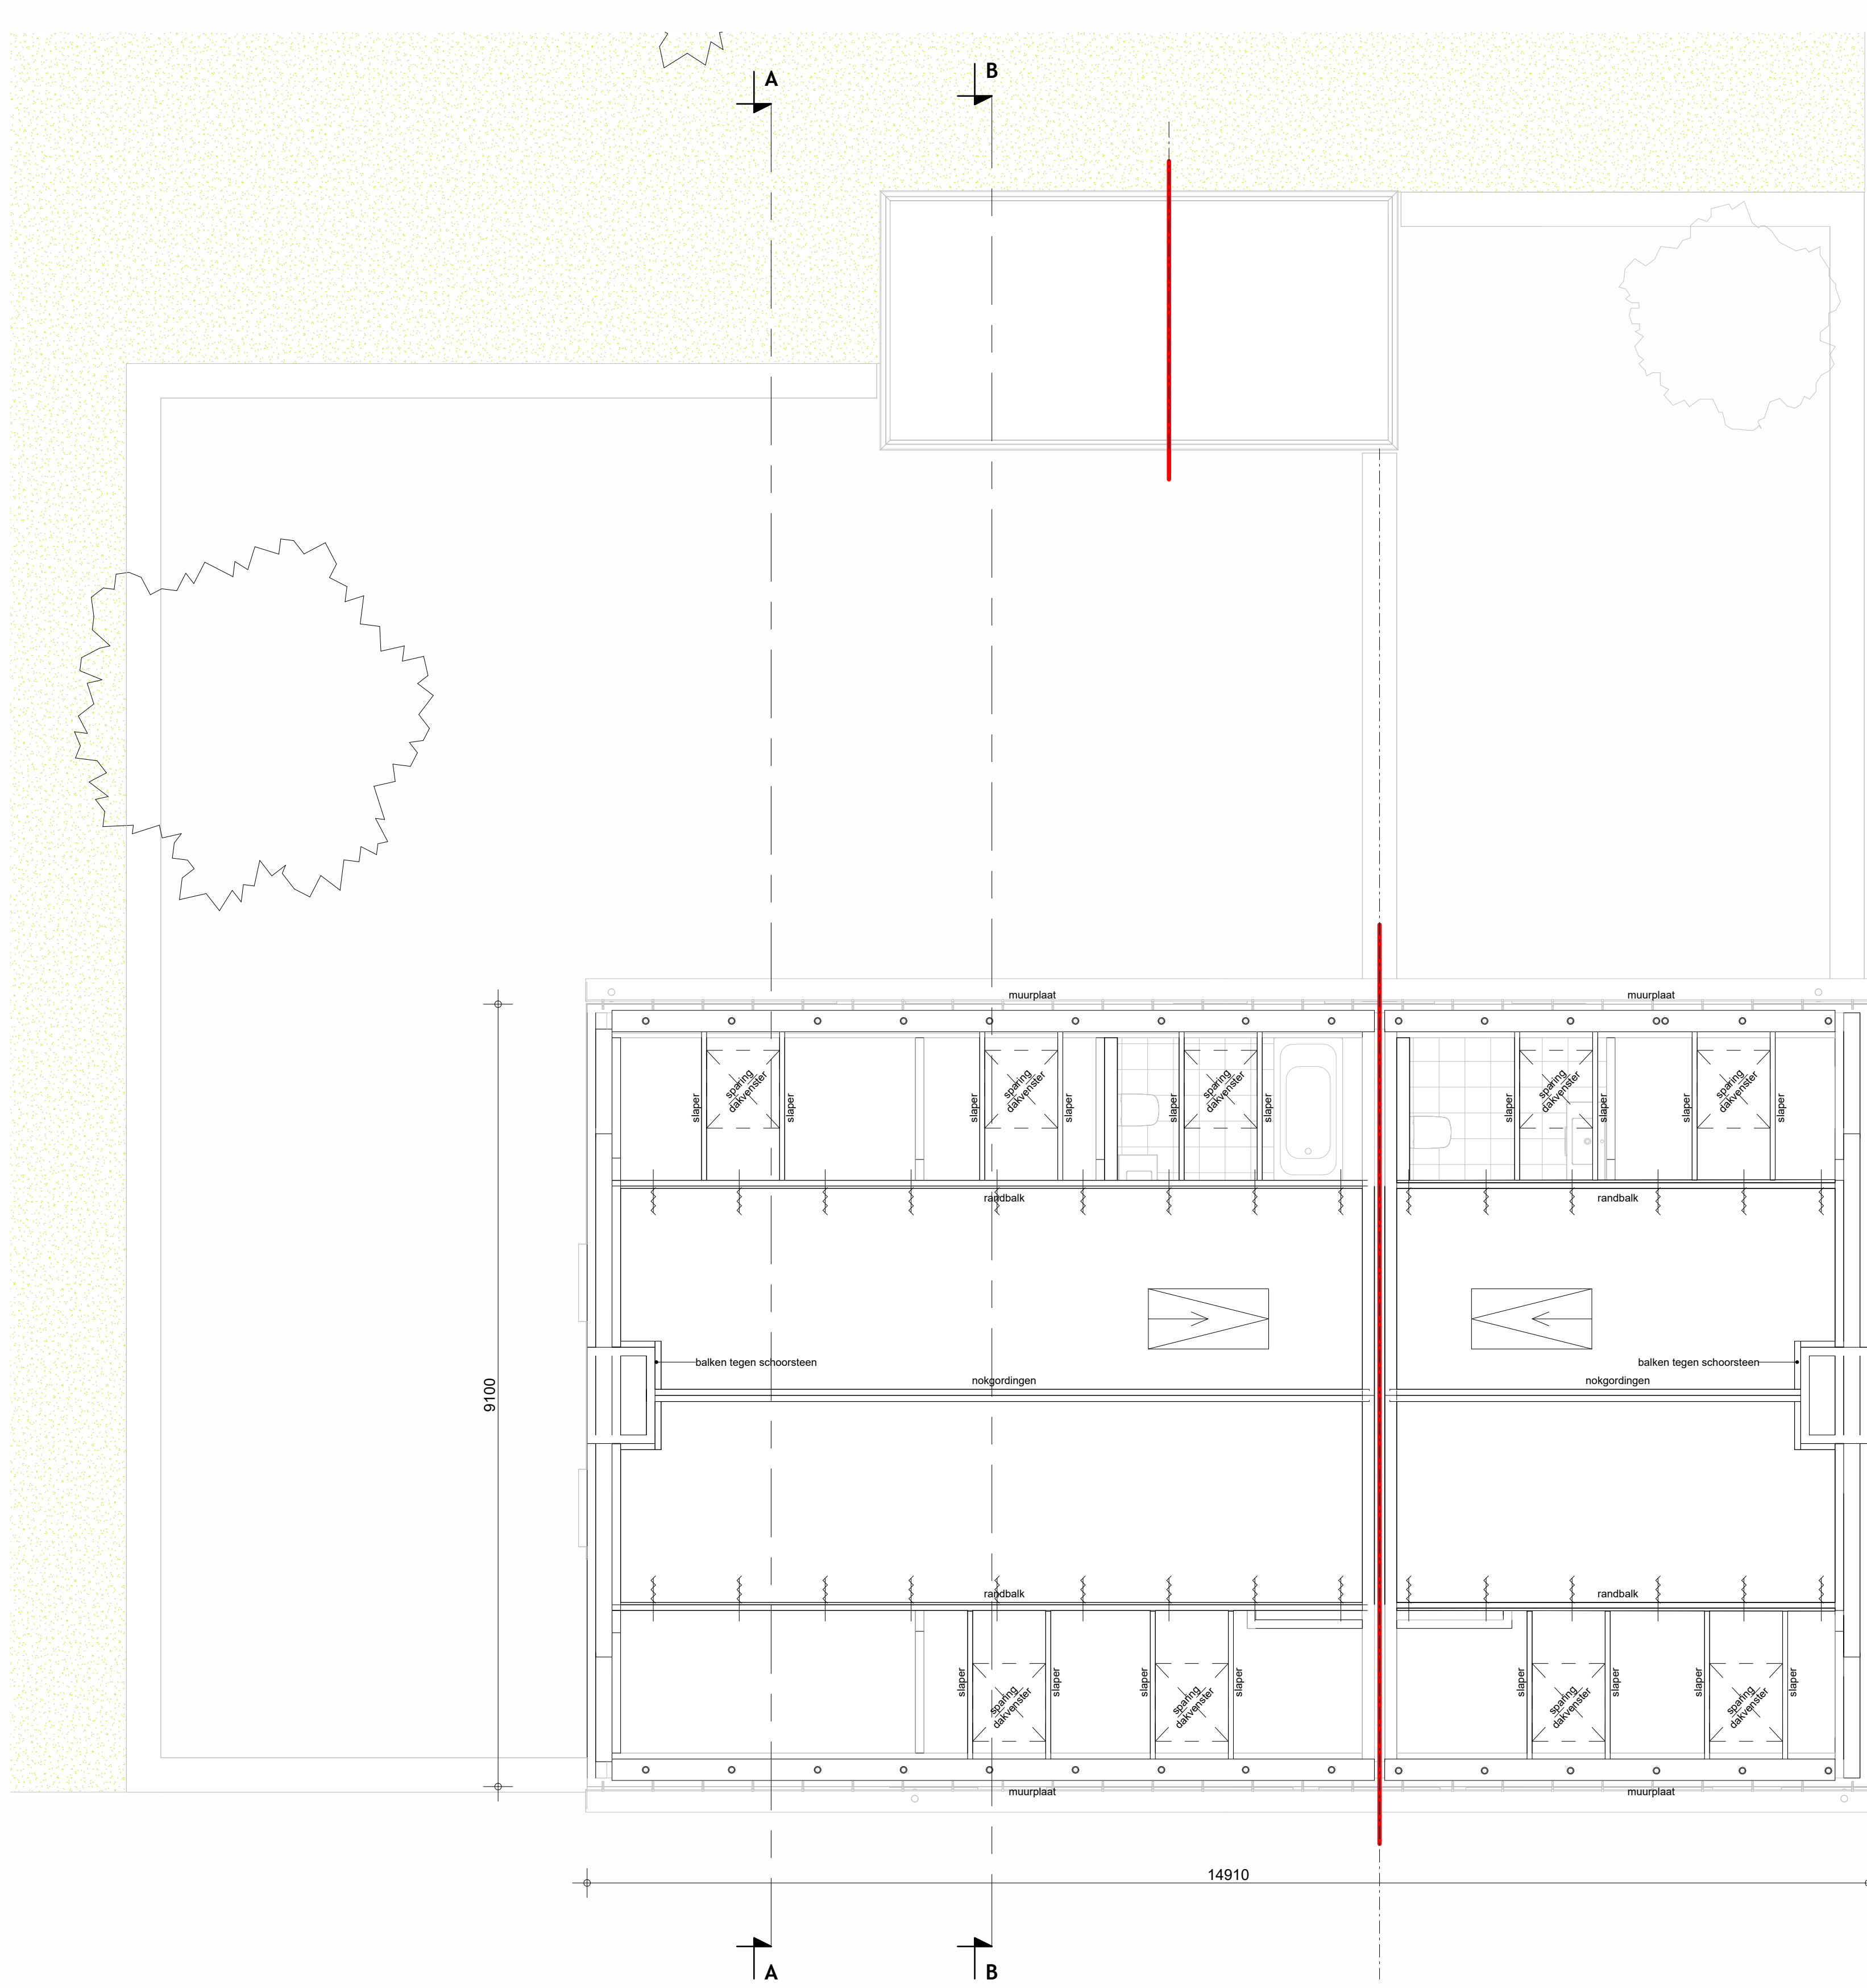 A
B
muurplaat
muurplaat
sparing
dakvenster
sparing
dakvenster
sparing
dakvenster
sparing
dakvenster
sparing
dakvenster
slaper
slaper
slaper
slaper
slaper
slaper
slaper
slaper
slaper
slaper
randbalk
randbalk
balken tegen schoorsteen
balken tegen schoorsteen
nokgordingen
nokgordingen
9100
randbalk
randbalk
slaper
slaper
slaper
slaper
slaper
slaper
slaper
slaper
sparing
dakvenster
sparing
dakvenster
sparing
dakvenster
sparing
dakvenster
muurplaat
muurplaat
14910
A
B